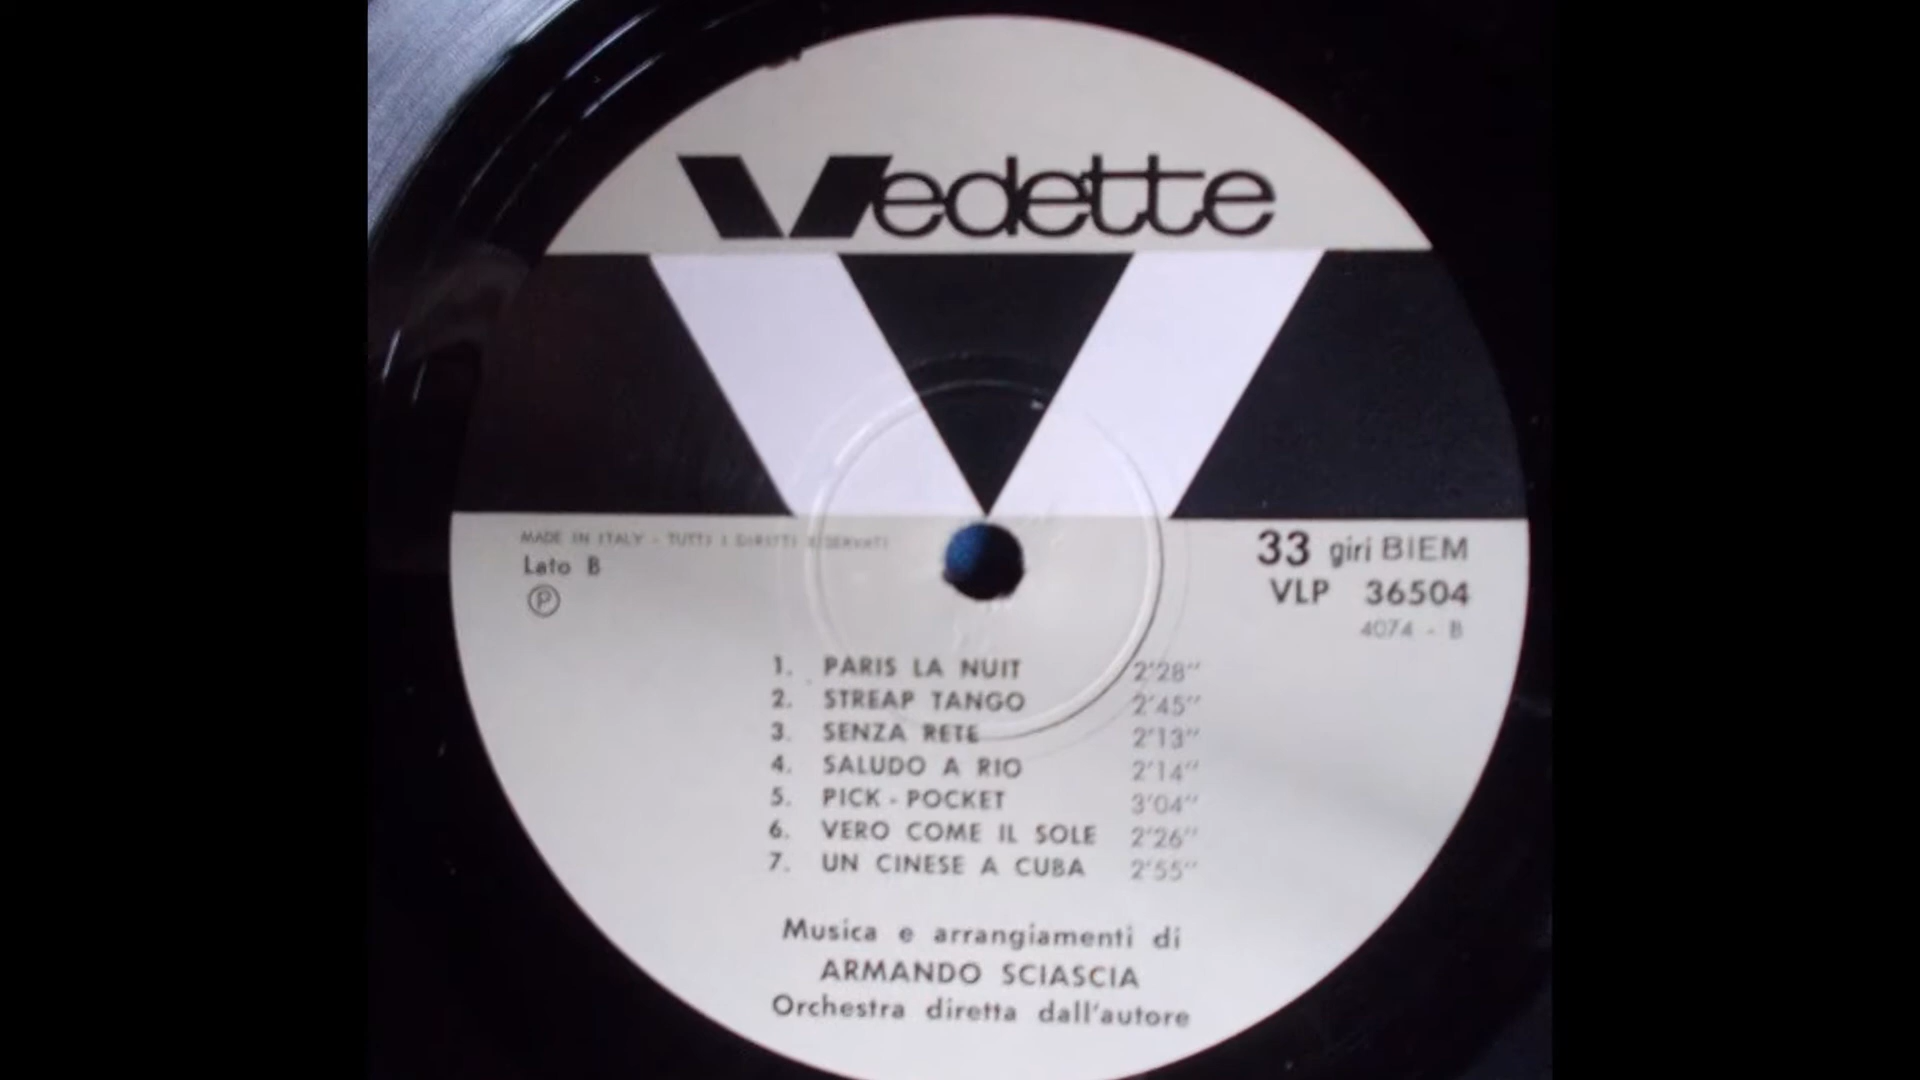 Vedette
MADE IN ITALY - TUTTI I DIRITTI RISERVATI
Lato B
℗
33 giri BIEM
VLP 36504
4074 - B
1. PARIS LA NUIT 2'28"
2. STREAP TANGO 2'45"
3. SENZA RETE 2'13"
4. SALUDO A RIO 2'14"
5. PICK - POCKET 3'04"
6. VERO COME IL SOLE 2'26"
7. UN CINESE A CUBA 2'55"
Musica e arrangiamenti di
ARMANDO SCIASCIA
Orchestra diretta dall'autore